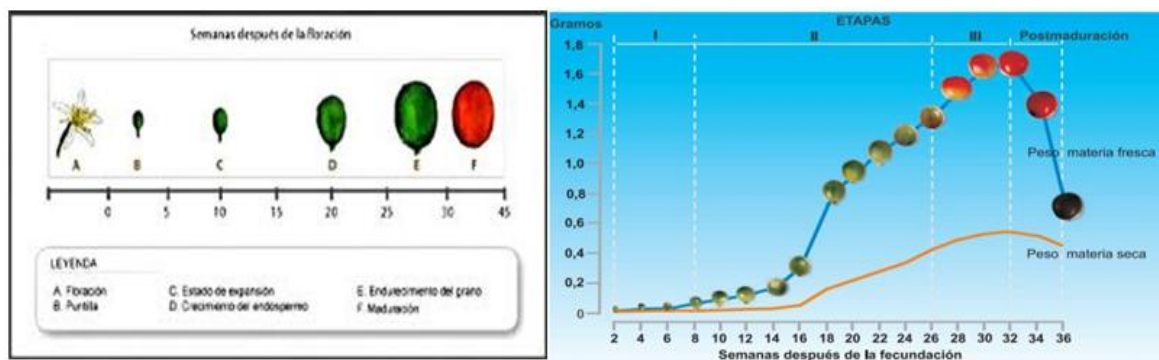 Semanas después de la floración
A B C D E F
0 5 10 15 20 25 30 45
LEYENDA
A. Floración C. Estado de expansión E. Endurecimiento del grano
B. Puntilla D. Crecimiento del endospermo F. Maduración
Gramos ETAPAS
I II III Postmaduración
1,8
1,6
1,4
1,2
1,0
0,8
0,6
0,4
0,2
0
Peso materia fresca
Peso materia seca
2 4 6 8 10 12 14 16 18 20 22 24 26 28 30 32 34 36
Semanas después de la fecundación